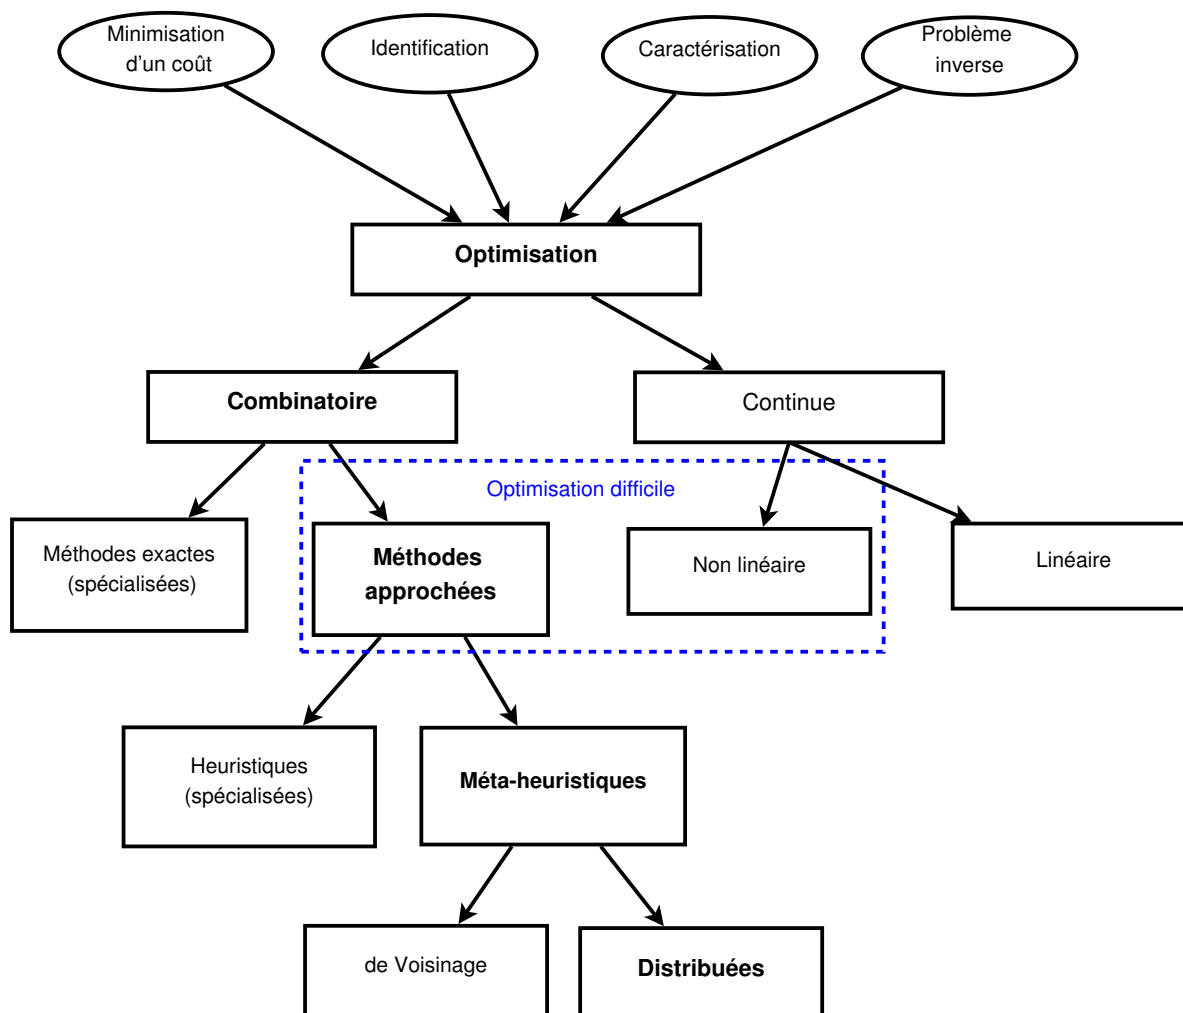 Minimisation
d'un coût
Identification
Caractérisation
Problème
inverse
Optimisation
Combinatoire
Continue
Optimisation difficile
Méthodes exactes
(spécialisées)
Méthodes
approchées
Non linéaire
Linéaire
Heuristiques
(spécialisées)
Méta-heuristiques
de Voisinage
Distribuées